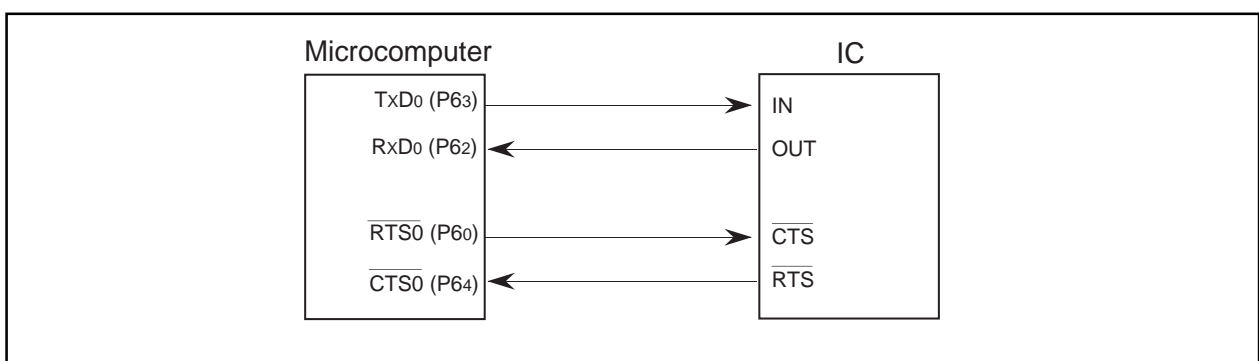 Microcomputer
IC
TxD0 (P63)
IN
RxD0 (P62)
OUT
RTS0 (P60)
CTS
CTS0 (P64)
RTS